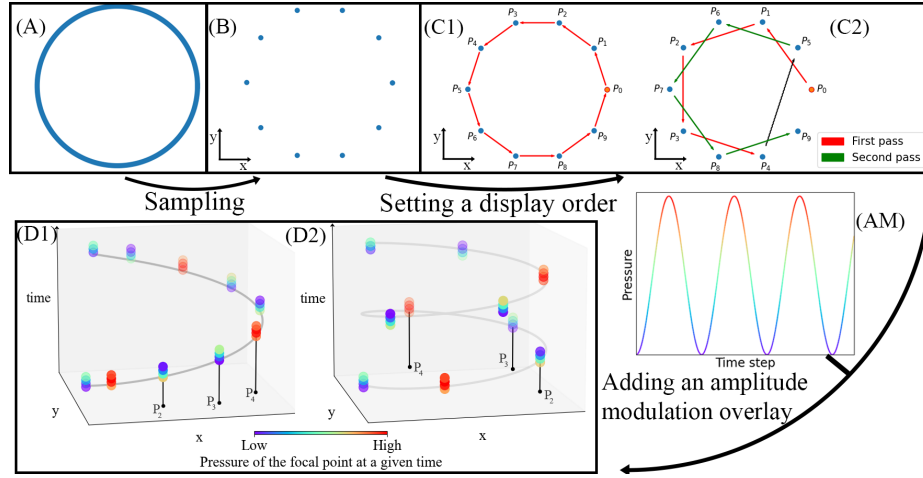 (A)
(B)
y
x
(C1)
P3
P2
P4
P1
P5
P0
P6
P9
P7
P8
y
x
(C2)
P6
P1
P2
P5
P7
P0
P3
P9
P8
P4
y
x
First pass
Second pass
Sampling
Setting a display order
(AM)
Pressure
Time step
Adding an amplitude
modulation overlay
(D1)
time
y
x
P2
P3
P4
(D2)
time
y
x
P4
P3
P2
Low
High
Pressure of the focal point at a given time